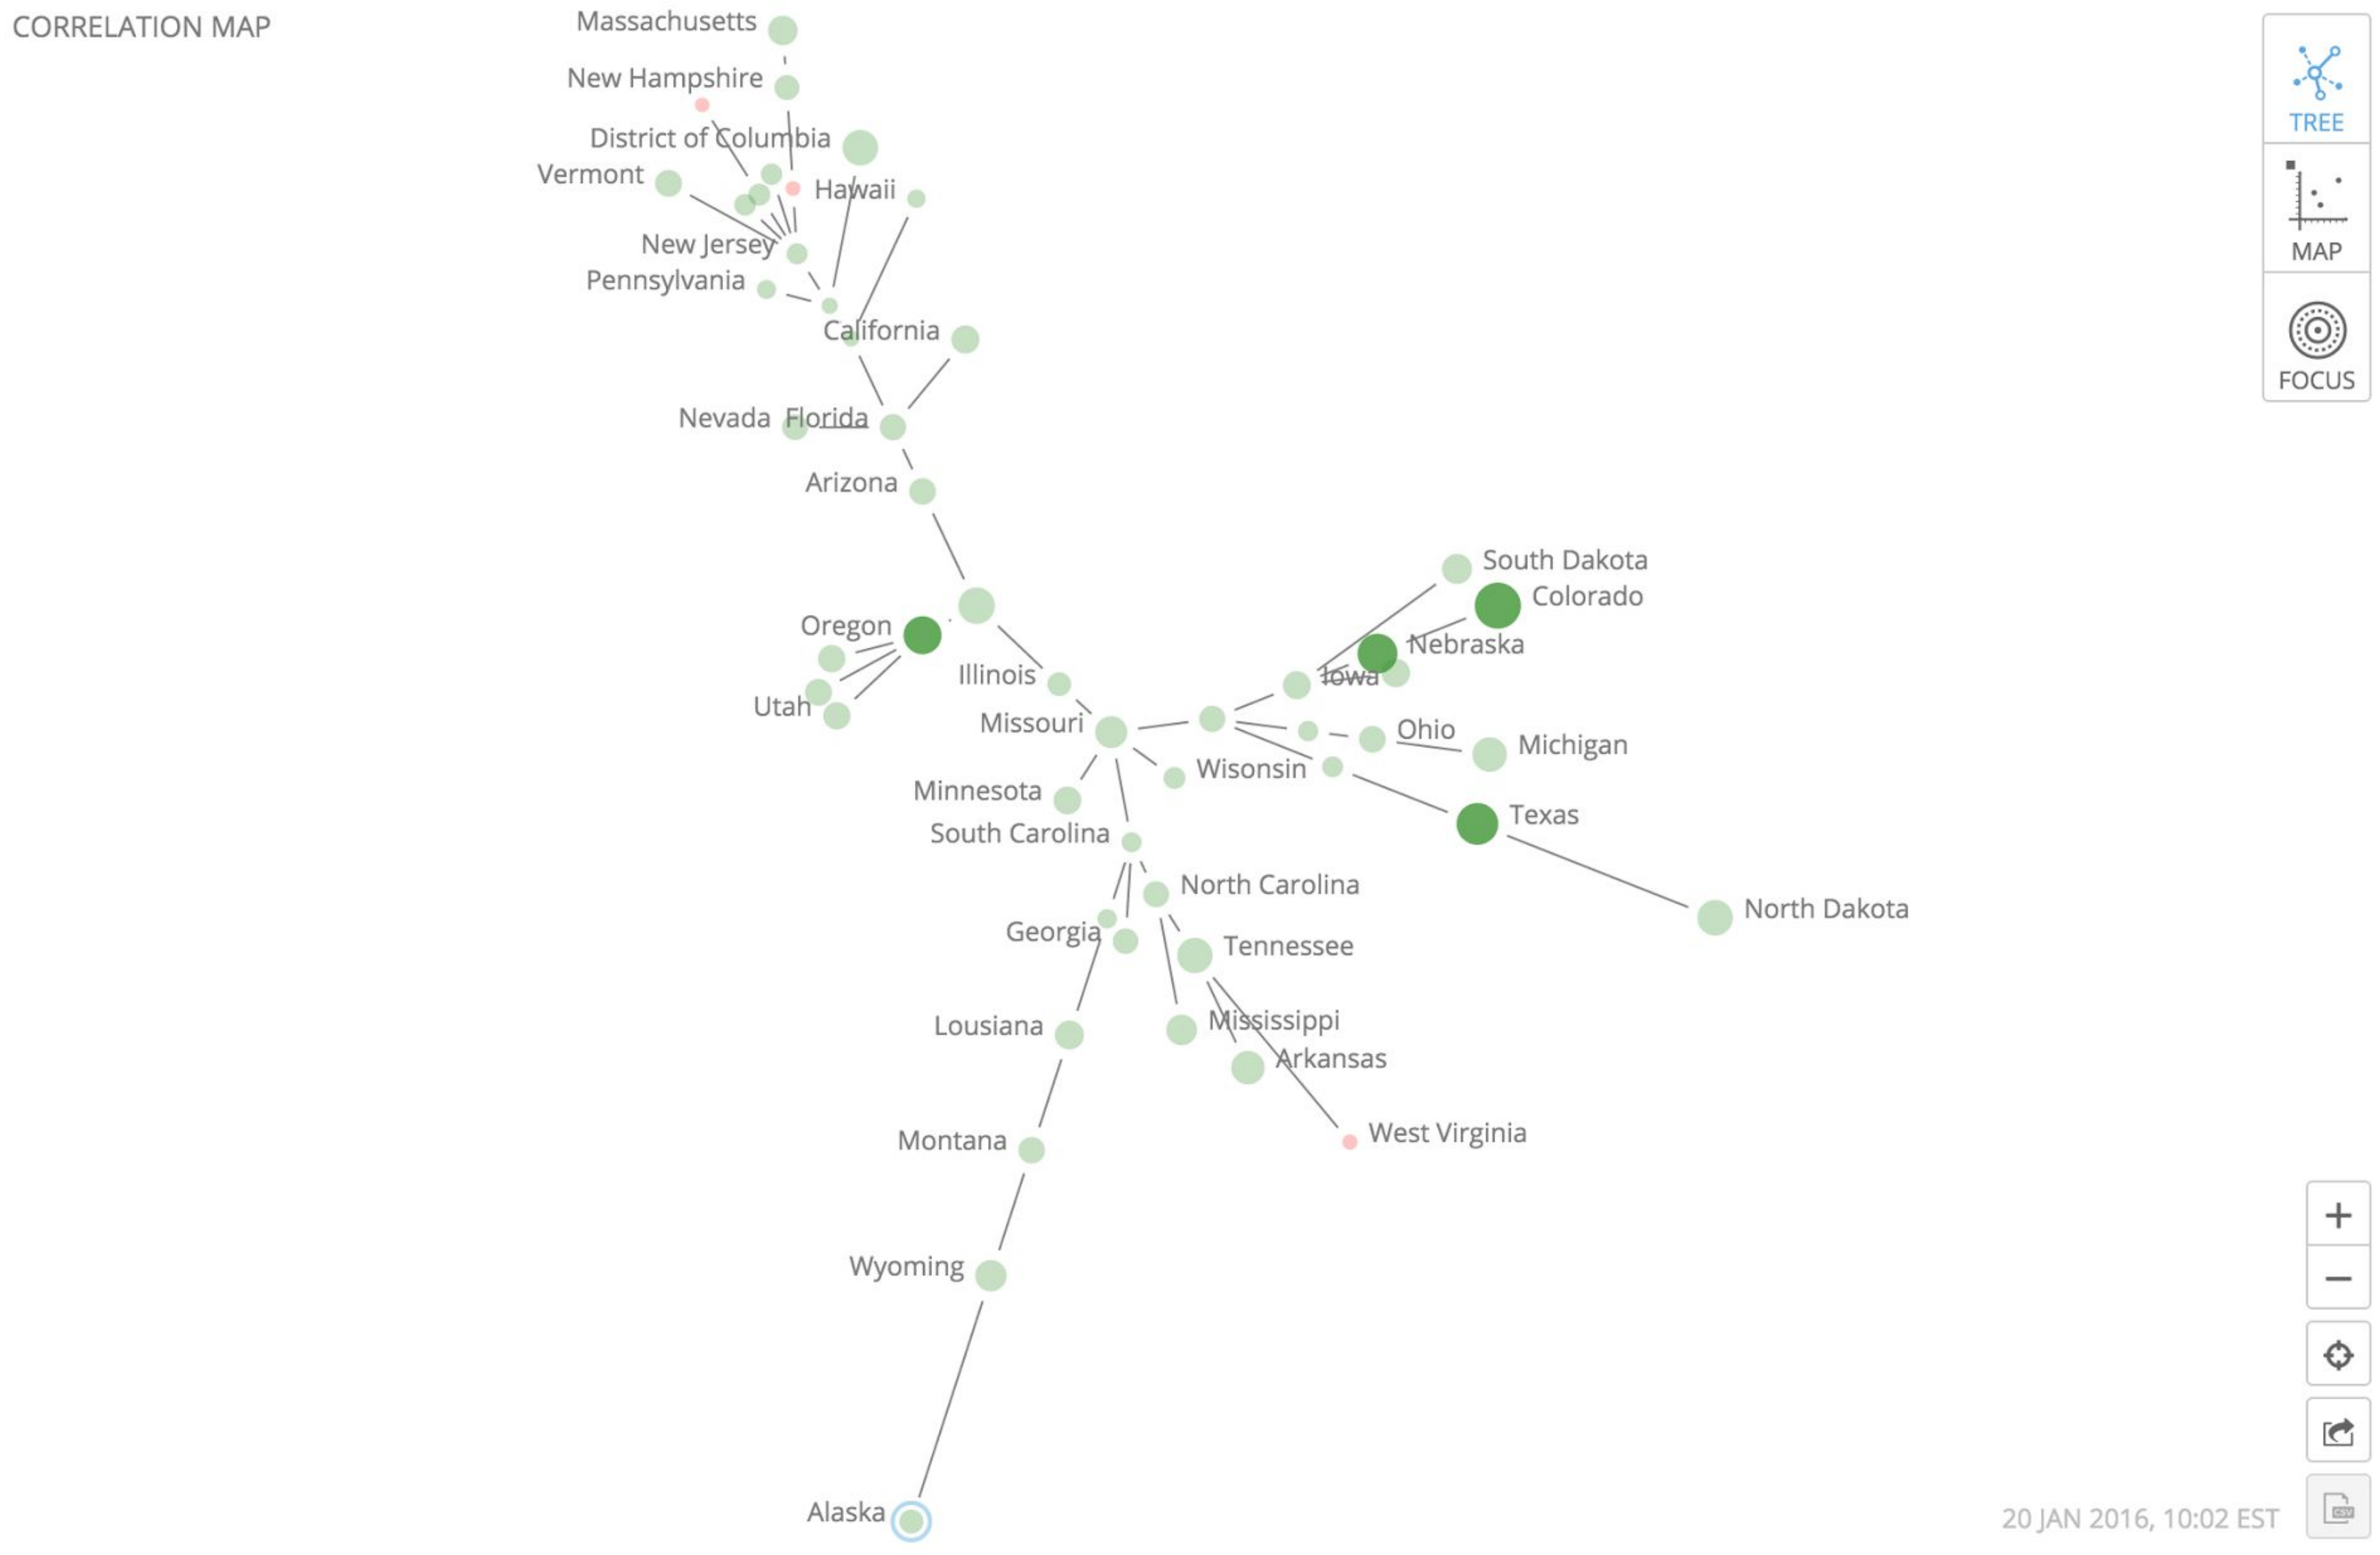 CORRELATION MAP
Massachusetts
New Hampshire
District of Columbia
Vermont
Hawaii
New Jersey
Pennsylvania
California
Nevada
Florida
Arizona
South Dakota
Colorado
Oregon
Nebraska
Illinois
Iowa
Utah
Missouri
Ohio
Michigan
Wisonsin
Minnesota
Texas
South Carolina
North Carolina
North Dakota
Georgia
Tennessee
Lousiana
Mississippi
Arkansas
West Virginia
Montana
Wyoming
Alaska
TREE
MAP
FOCUS
+
−
CSV
20 JAN 2016, 10:02 EST